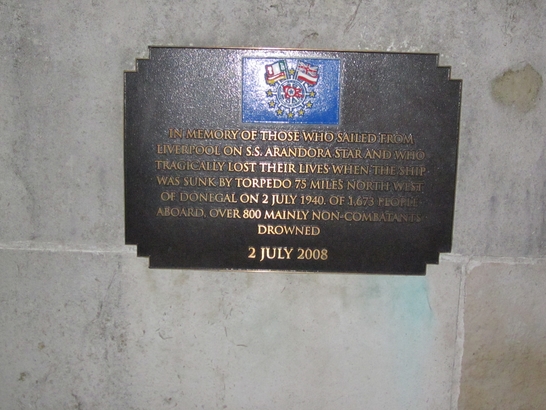 IN MEMORY OF THOSE WHO SAILED FROM
LIVERPOOL ON S.S. ARANDORA STAR AND WHO
TRAGICALLY LOST THEIR LIVES WHEN THE SHIP
WAS SUNK BY TORPEDO 75 MILES NORTH WEST
OF DONEGAL ON 2 JULY 1940. OF 1,673 PEOPLE
ABOARD, OVER 800 MAINLY NON-COMBATANTS
DROWNED
2 JULY 2008